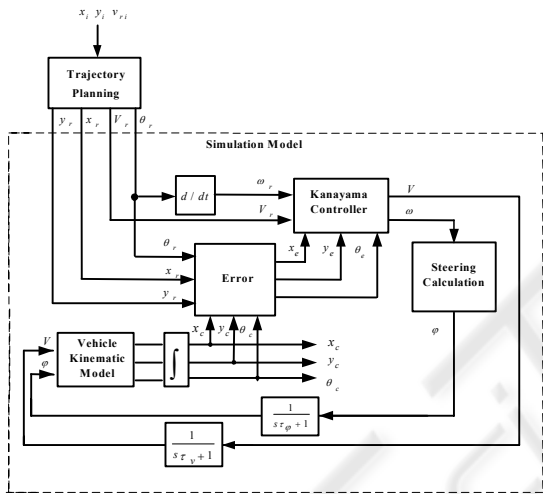 x_i y_i v_{ri}
Trajectory
Planning
y_r x_r V_r θ_r
Simulation Model
d / dt
ω_r
V_r
Kanayama
Controller
V
ω
θ_r
x_r
y_r
Error
x_e y_e θ_e
Steering
Calculation
x_c y_c θ_c
φ
V
φ
Vehicle
Kinematic
Model
∫
x_c
y_c
θ_c
1
sτ_φ + 1
1
sτ_v + 1